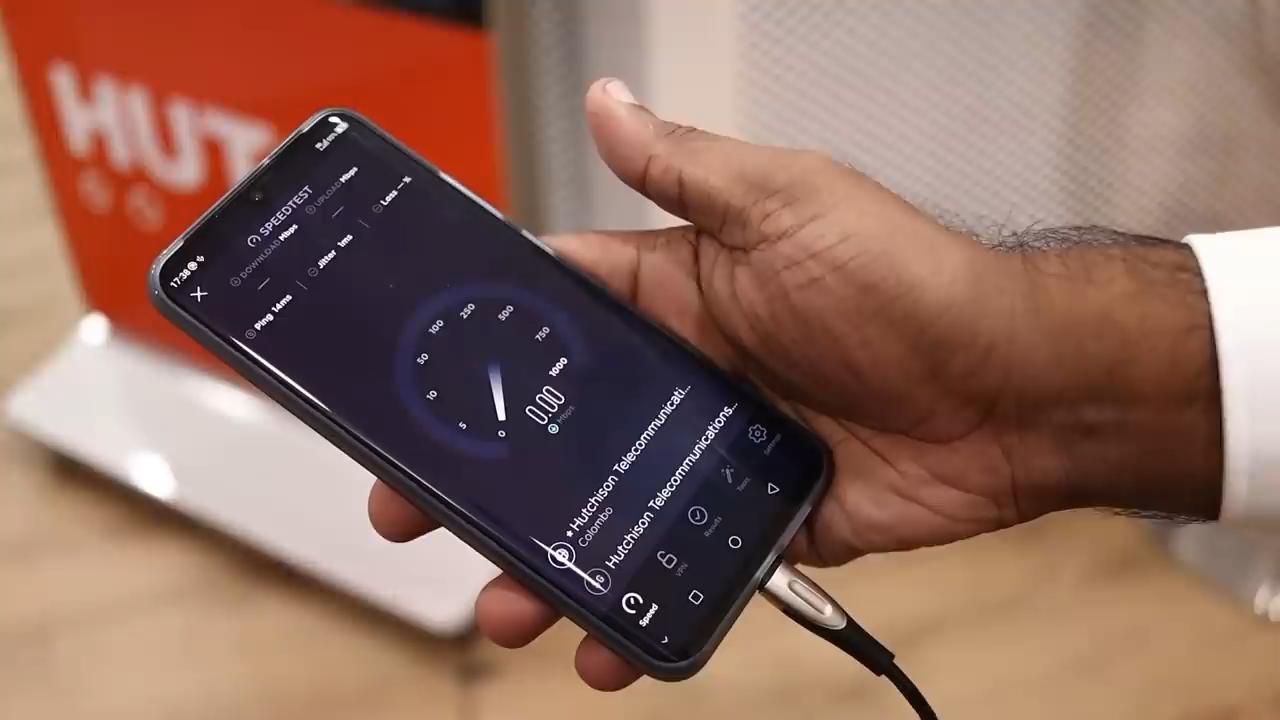 HUT
17:38
SPEEDTEST
DOWNLOAD Mbps
UPLOAD Mbps
—
—
Ping 14ms
Jitter 1ms
Loss —%
0
5
10
50
100
250
500
750
1000
0.00
Mbps
★ Hutchison Telecommunicati...
Colombo
Hutchison Telecommunications...
Speed
VPN
Results
Tools
Settings